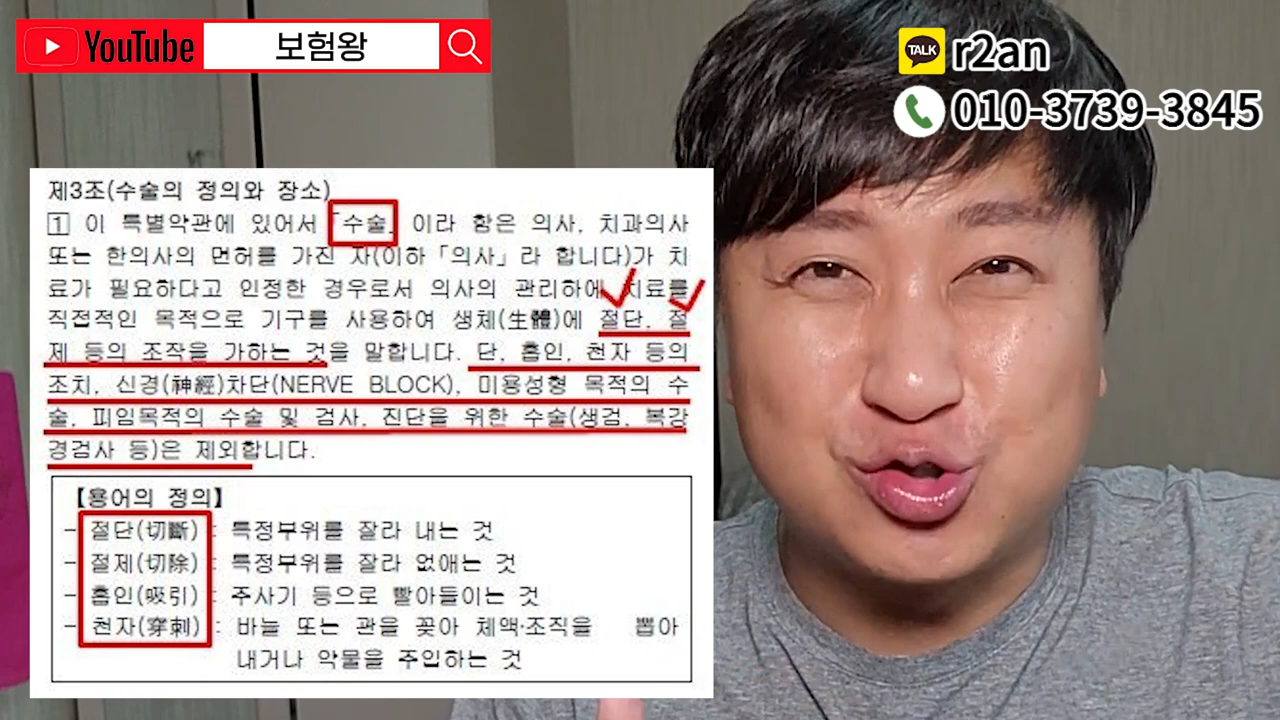 YouTube 보험왕
TALK r2an
010-3739-3845
제3조(수술의 정의와 장소)
1 이 특별약관에 있어서 「수술」 이라 함은 의사, 치과의사
또는 한의사의 면허를 가진 자(이하「의사」라 합니다)가 치
료가 필요하다고 인정한 경우로서 의사의 관리하에 치료를
직접적인 목적으로 기구를 사용하여 생체(生體)에 절단, 절
제 등의 조작을 가하는 것을 말합니다. 단, 흡인, 천자 등의
조치, 신경(神經)차단(NERVE BLOCK), 미용성형 목적의 수
술, 피임목적의 수술 및 검사, 진단을 위한 수술(생검, 복강
경검사 등)은 제외합니다.
【용어의 정의】
- 절단(切斷) : 특정부위를 잘라 내는 것
- 절제(切除) : 특정부위를 잘라 없애는 것
- 흡인(吸引) : 주사기 등으로 빨아들이는 것
- 천자(穿刺) : 바늘 또는 관을 꽂아 체액·조직을 뽑아
내거나 약물을 주입하는 것